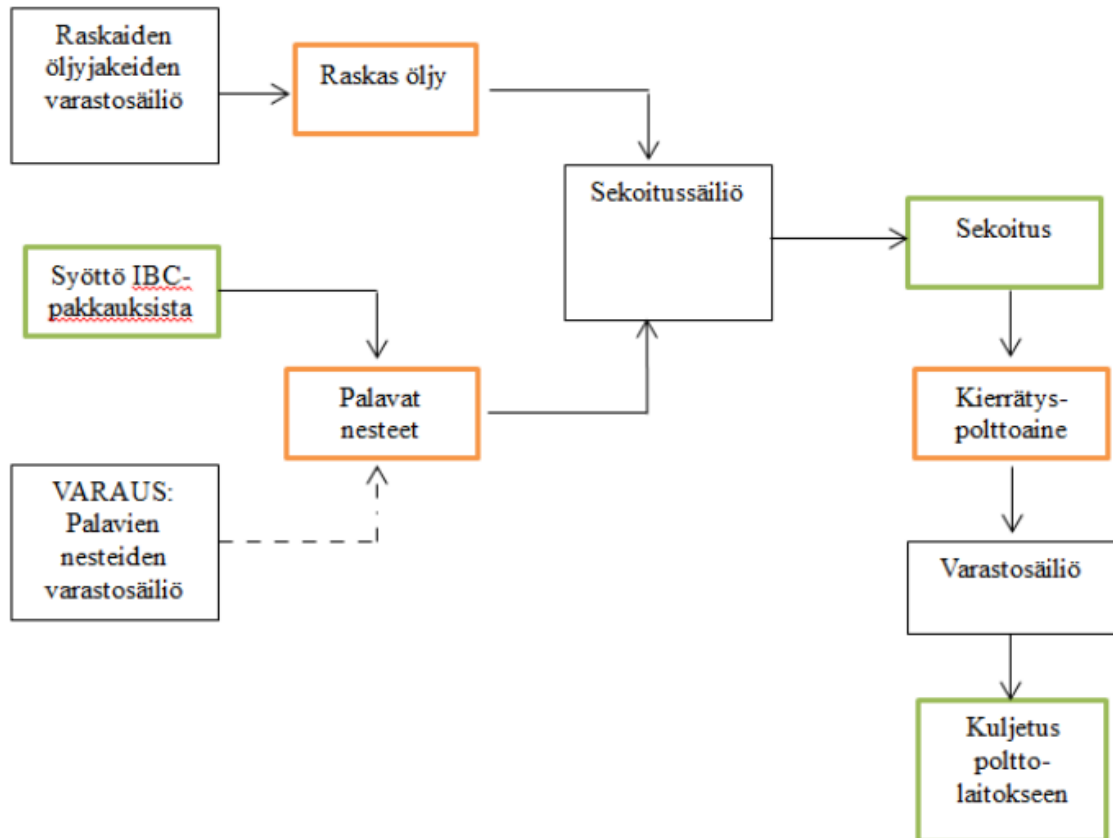 Raskaiden
öljyjakeiden
varastosäiliö
Raskas öljy
Sekoitussäiliö
Sekoitus
Syöttö IBC-
pakkauksista
Palavat
nesteet
Kierrätys-
polttoaine
VARAUS:
Palavien
nesteiden
varastosäiliö
Varastosäiliö
Kuljetus
poltto-
laitokseen